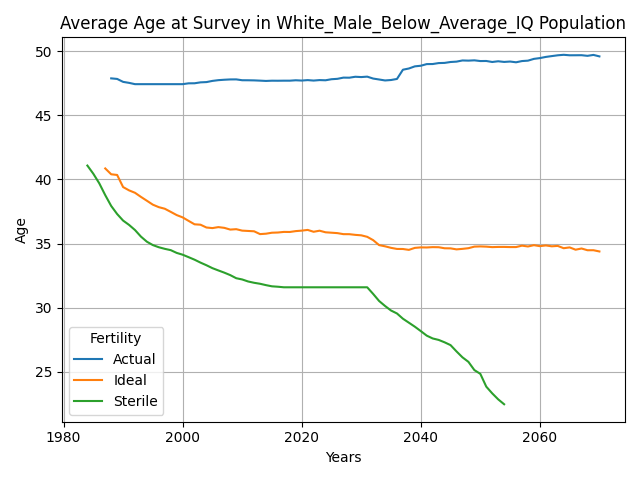 Average Age at Survey in White_Male_Below_Average_IQ Population
50
45
40
35
30
25
Age
Fertility
Actual
Ideal
Sterile
1980
2000
2020
2040
2060
Years